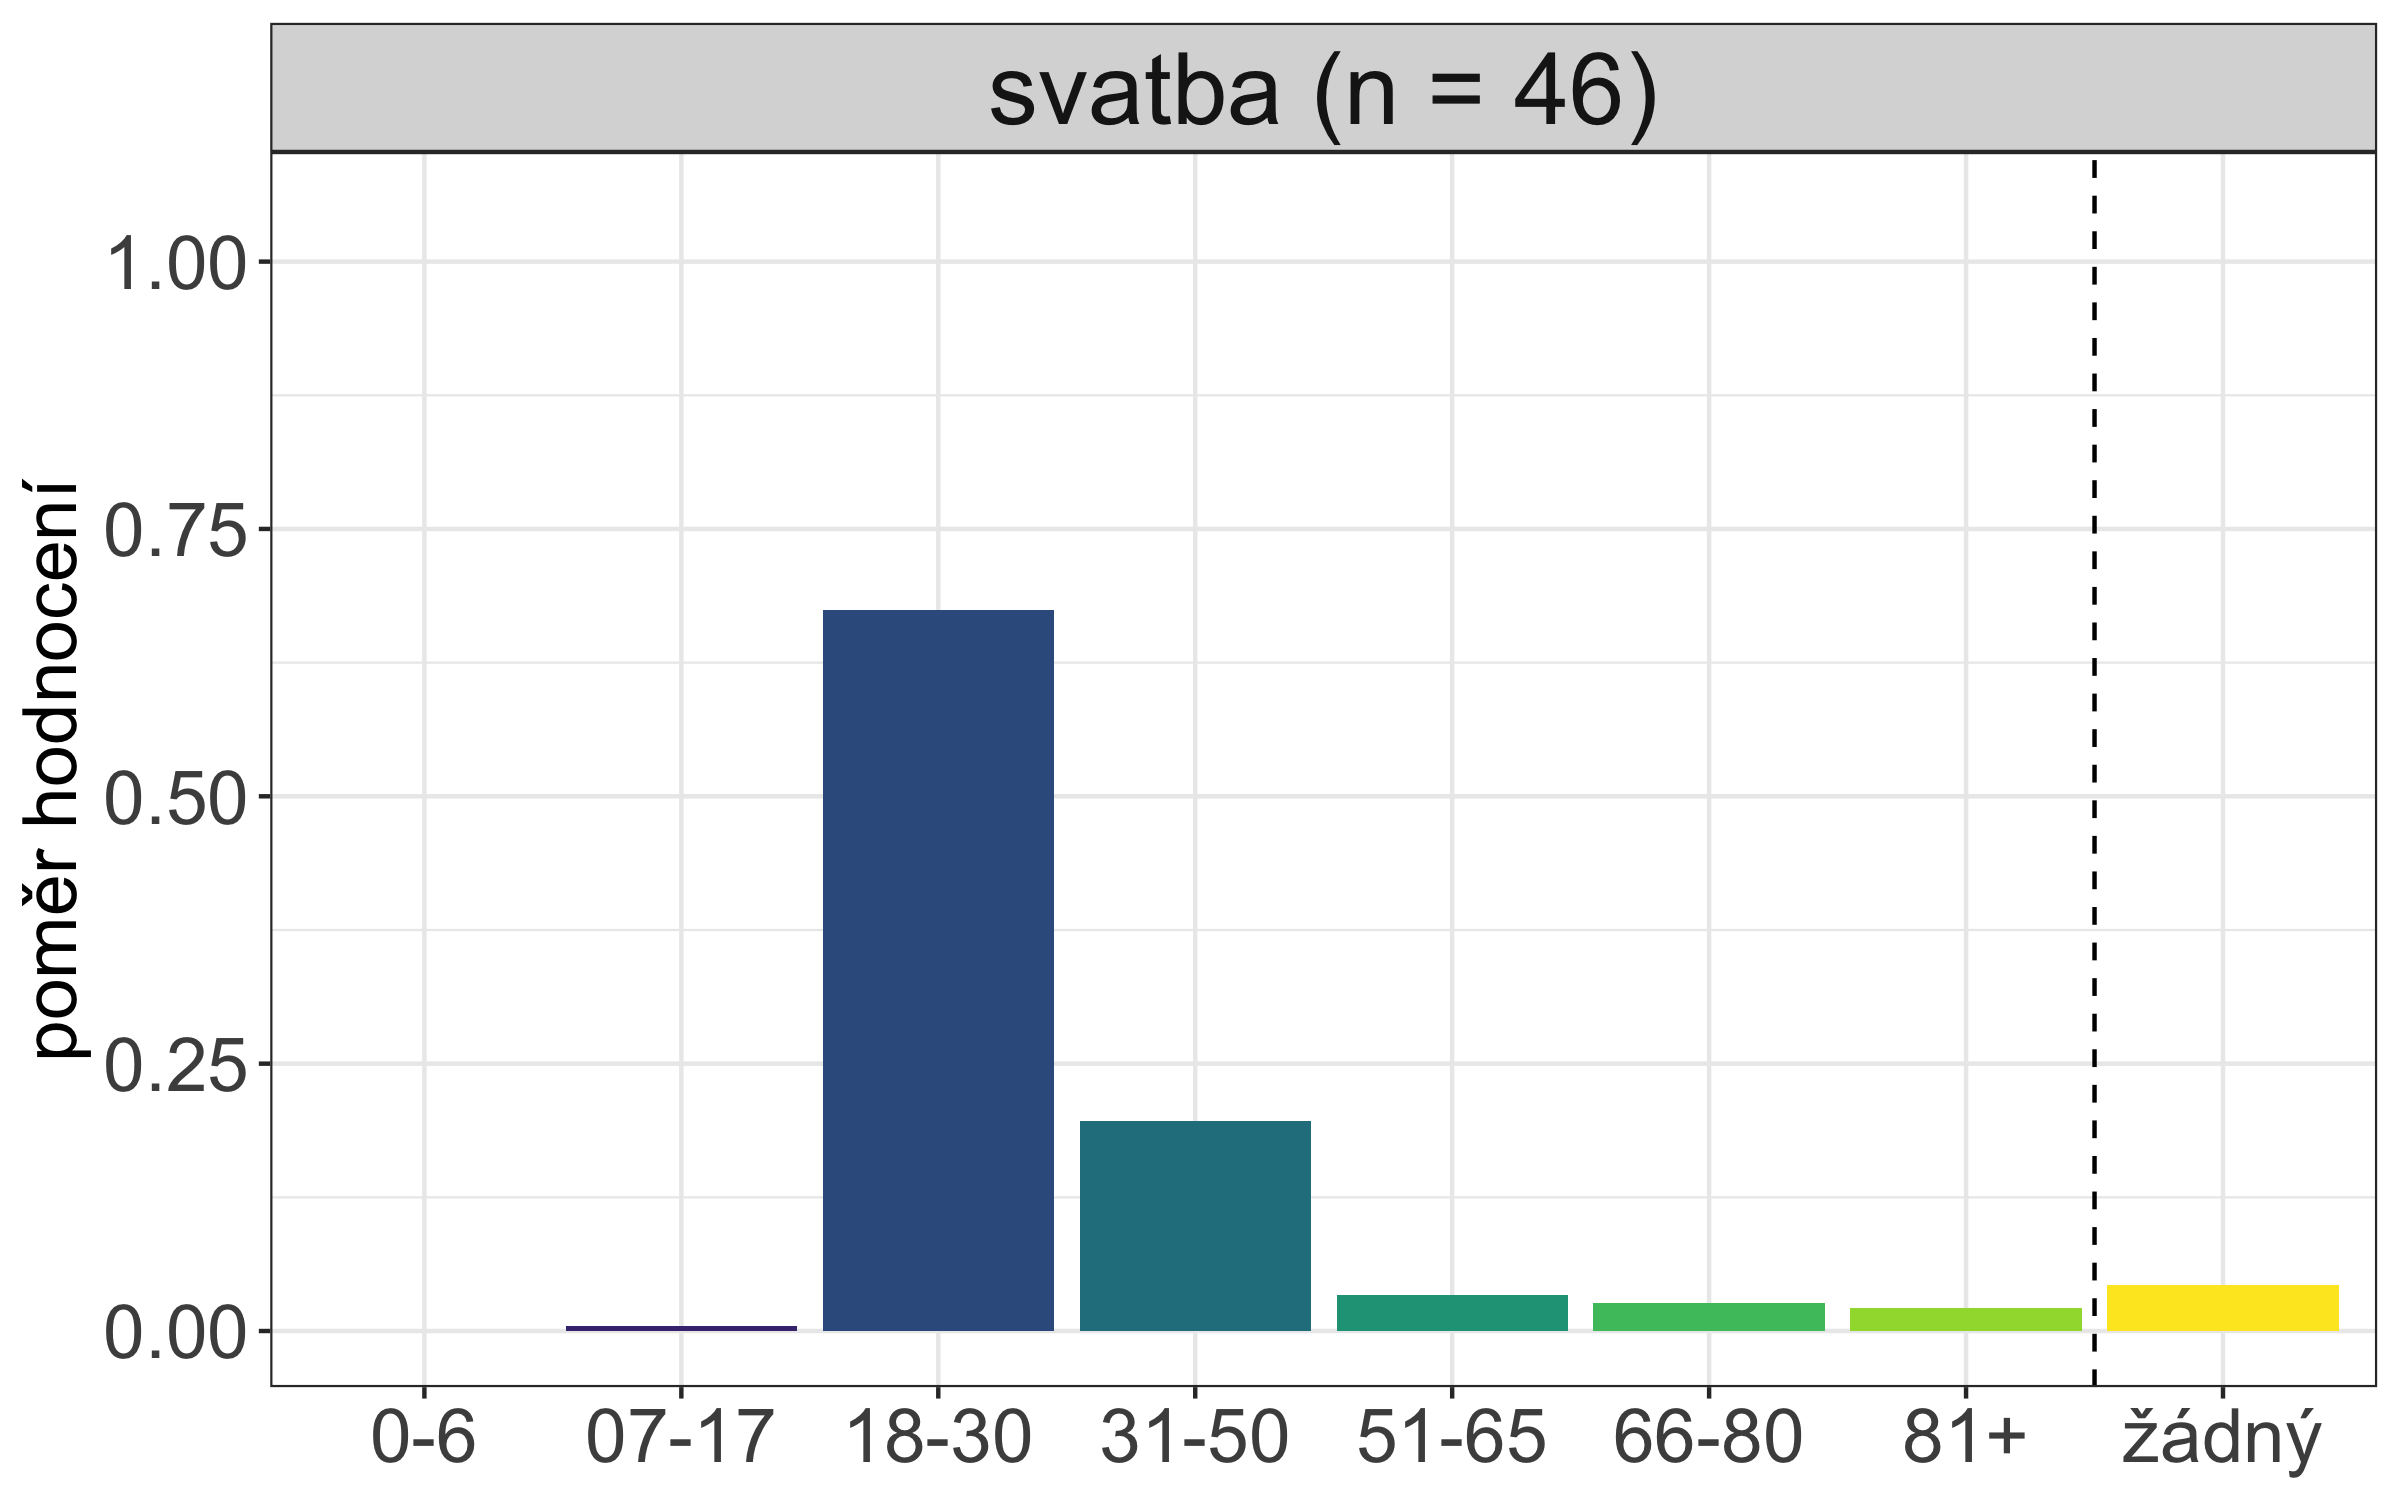 svatba (n = 46)
poměr hodnocení
1.00
0.75
0.50
0.25
0.00
0-6 07-17 18-30 31-50 51-65 66-80 81+ žádný